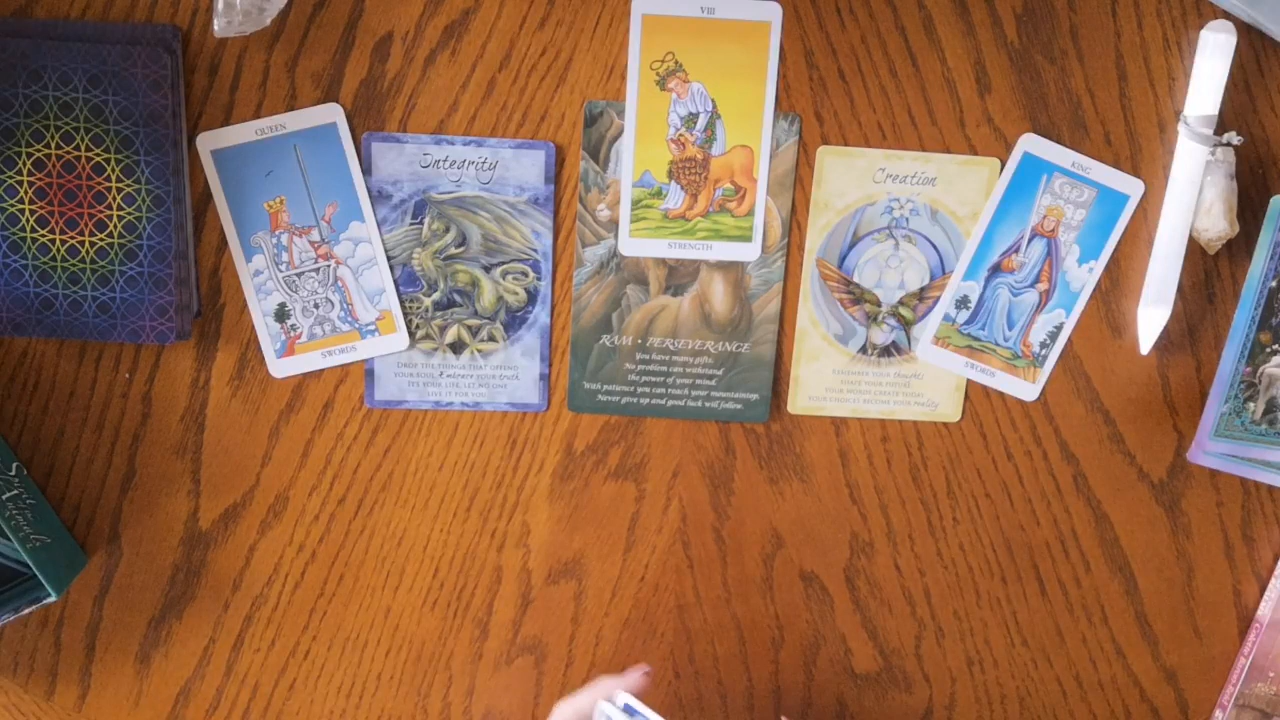 QUEEN
SWORDS
Integrity
DROP THE THINGS THAT OFFEND
YOUR SOUL. Embrace YOUR truth
IT'S YOUR LIFE, LET NO ONE
LIVE IT FOR YOU
VIII
STRENGTH
RAM • PERSEVERANCE
You have many gifts.
No problem can withstand
the power of your mind.
With patience you can reach your mountaintop.
Never give up and good luck will follow.
Creation
REMEMBER YOUR thoughts
SHAPE YOUR FUTURE
YOUR WORDS CREATE TODAY
YOUR CHOICES BECOME YOUR reality
KING
SWORDS
Spirit
Animals